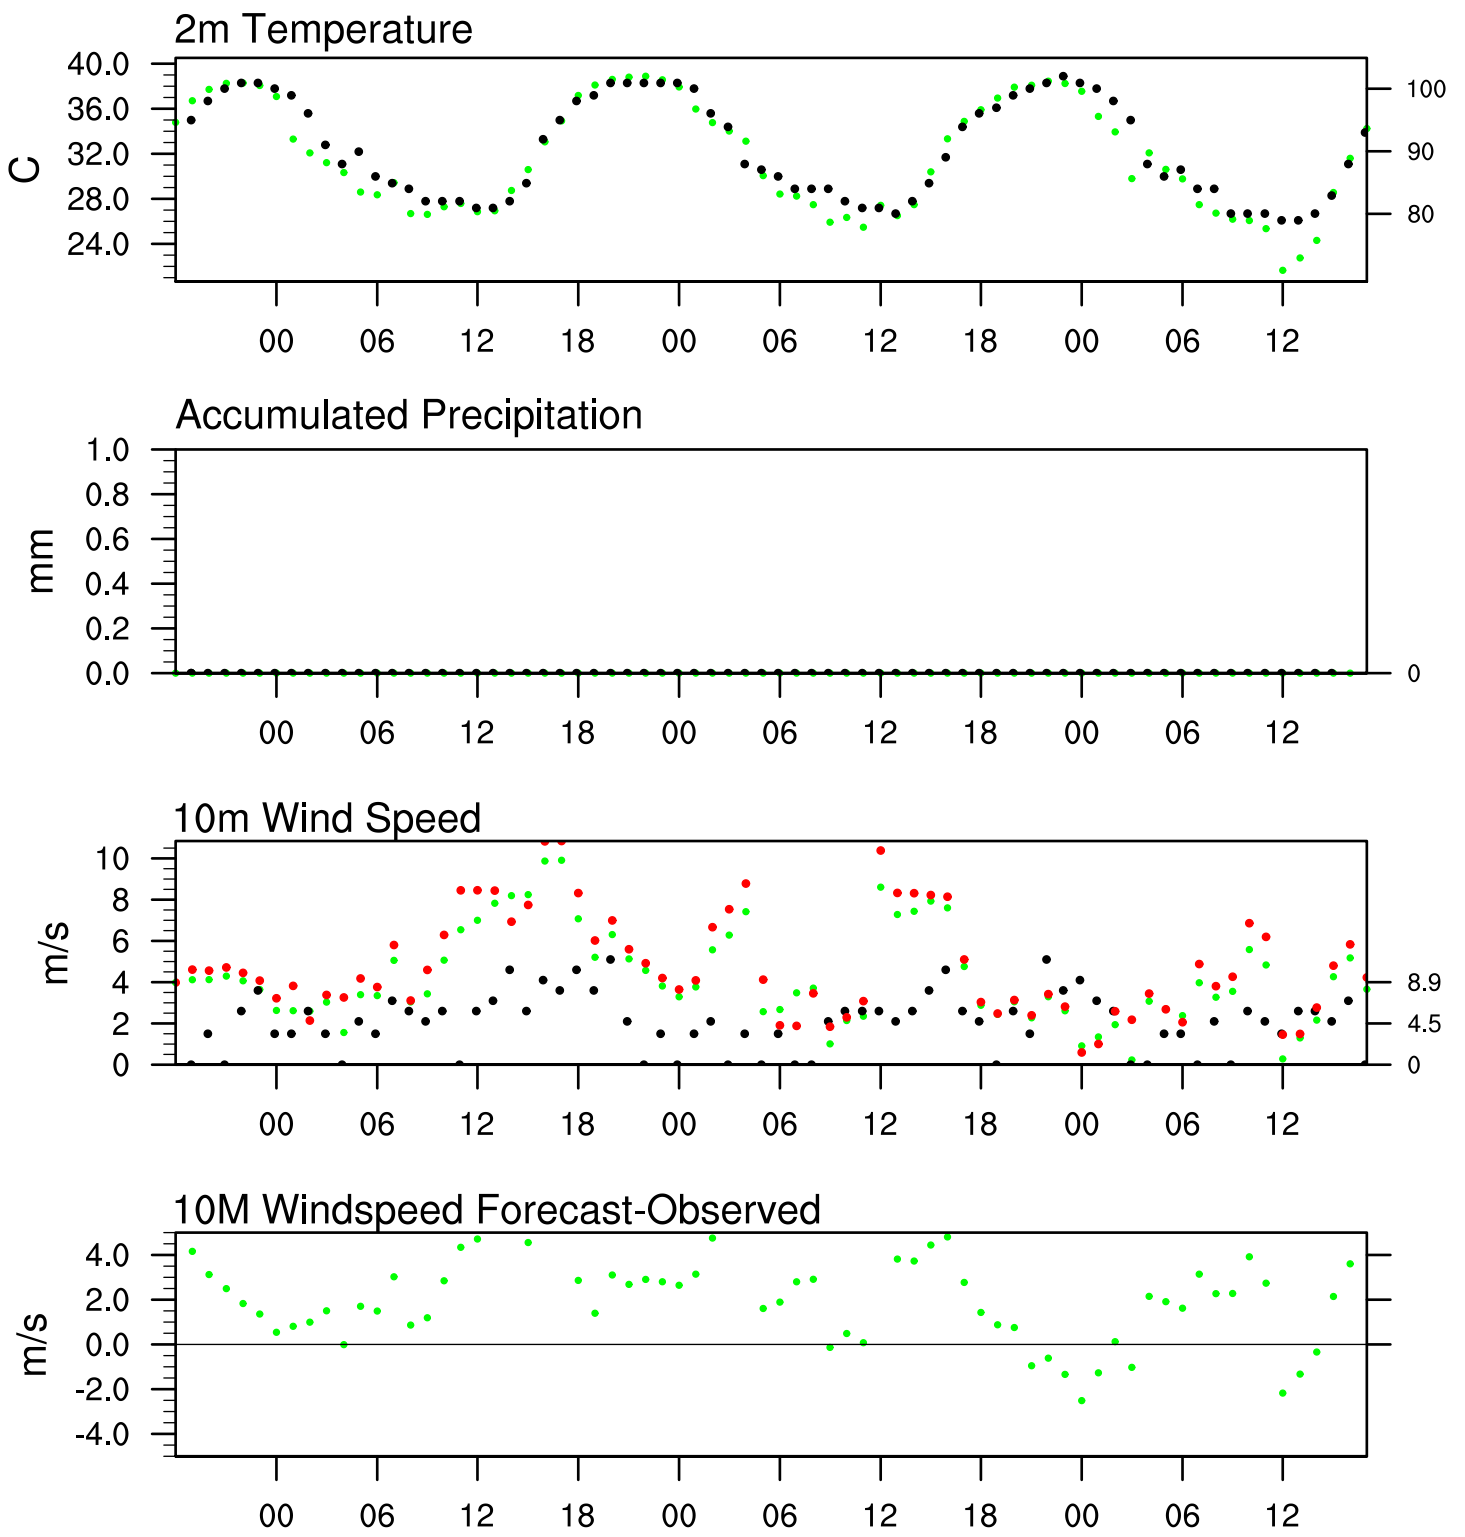 2m Temperature
40.0
36.0
32.0
28.0
24.0
C
100
90
80
00 06 12 18 00 06 12 18 00 06 12
Accumulated Precipitation
1.0
0.8
0.6
0.4
0.2
0.0
mm
0
00 06 12 18 00 06 12 18 00 06 12
10m Wind Speed
10
8
6
4
2
0
m/s
8.9
4.5
0
00 06 12 18 00 06 12 18 00 06 12
10M Windspeed Forecast-Observed
4.0
2.0
0.0
-2.0
-4.0
m/s
00 06 12 18 00 06 12 18 00 06 12